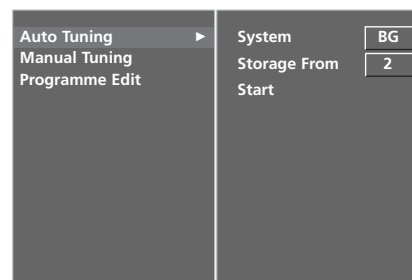 Auto Tuning ►
Manual Tuning
Programme Edit
System BG
Storage From 2
Start